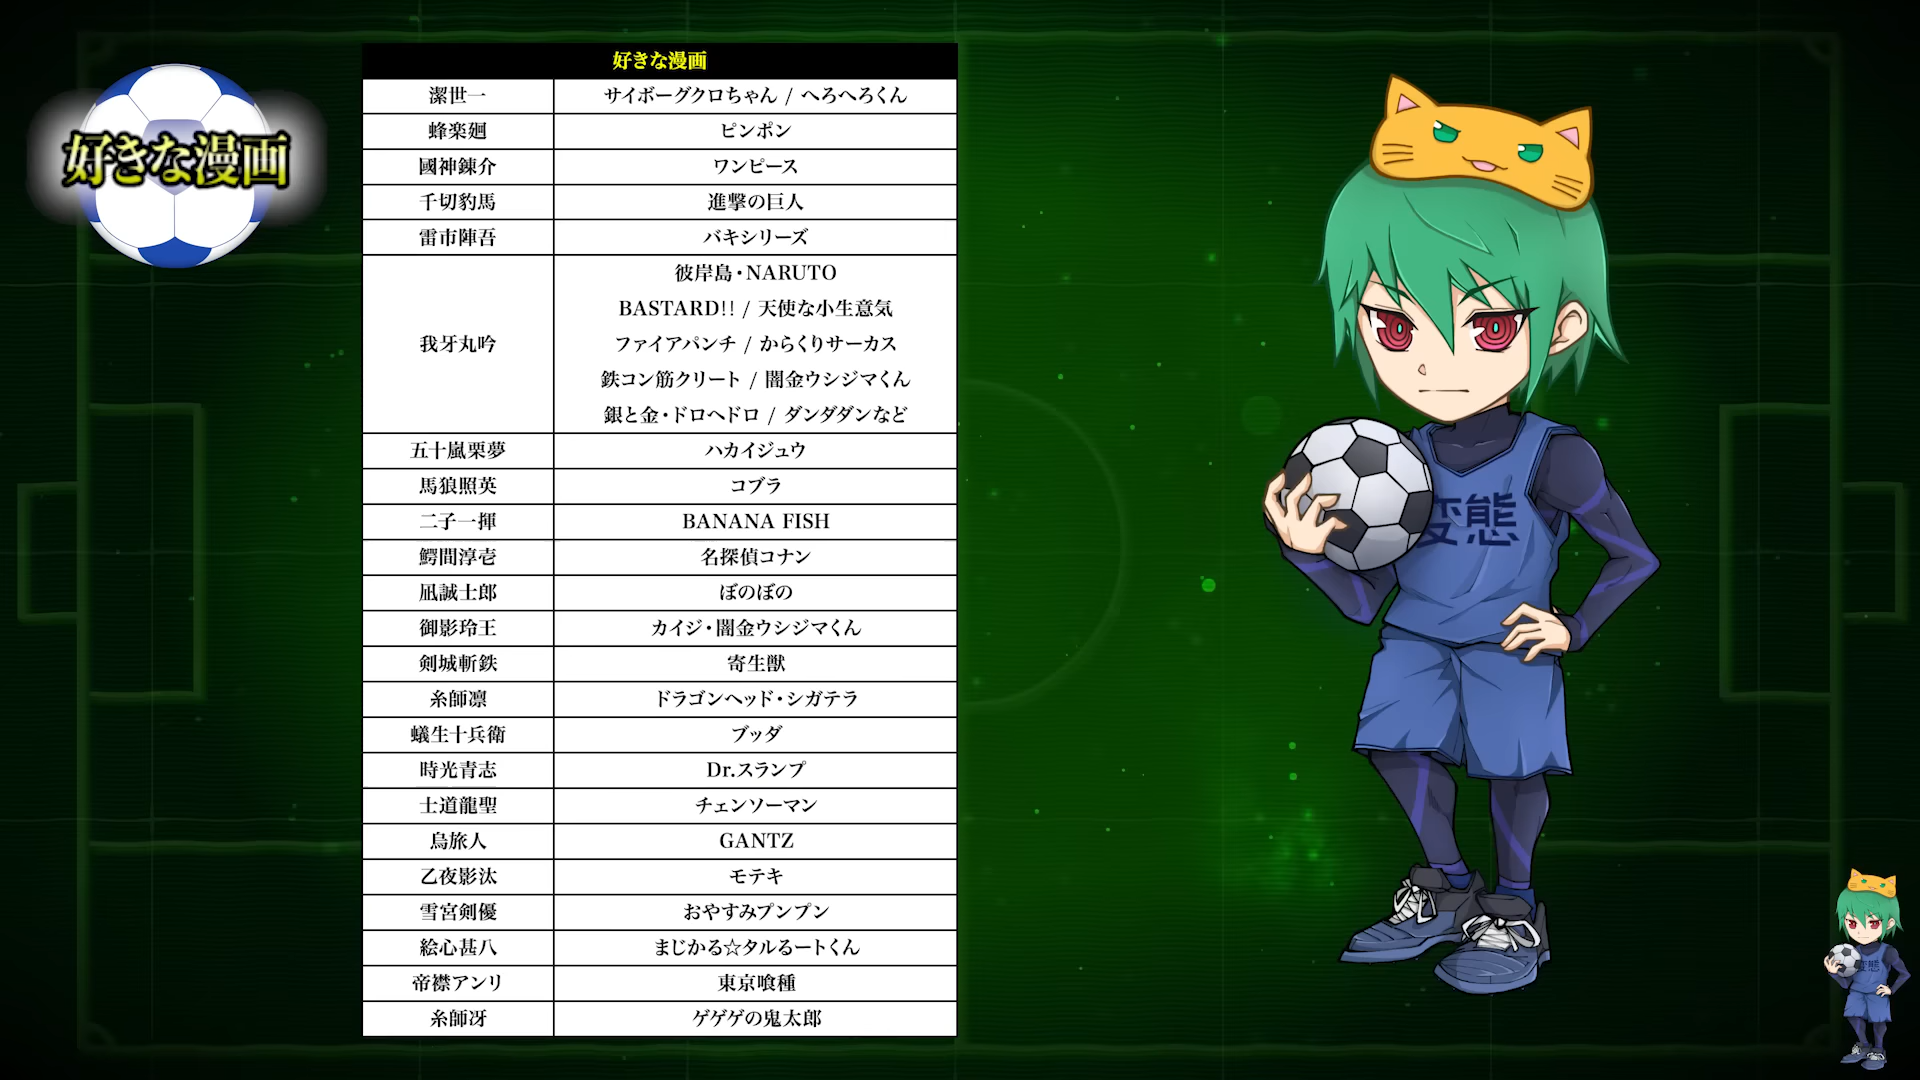 好きな漫画
好きな漫画
潔世一 サイボーグクロちゃん / へろへろくん
蜂楽廻 ピンポン
國神錬介 ワンピース
千切豹馬 進撃の巨人
雷市陣吾 バキシリーズ
我牙丸吟 彼岸島・NARUTO
BASTARD!! / 天使な小生意気
ファイアパンチ / からくりサーカス
鉄コン筋クリート / 闇金ウシジマくん
銀と金・ドロヘドロ / ダンダダンなど
五十嵐栗夢 ハカイジュウ
馬狼照英 コブラ
二子一揮 BANANA FISH
鰐間淳壱 名探偵コナン
凪誠士郎 ぼのぼの
御影玲王 カイジ・闇金ウシジマくん
剣城斬鉄 寄生獣
糸師凛 ドラゴンヘッド・シガテラ
蟻生十兵衛 ブッダ
時光青志 Dr.スランプ
士道龍聖 チェンソーマン
烏旅人 GANTZ
乙夜影汰 モテキ
雪宮剣優 おやすみプンプン
絵心甚八 まじかる☆タルるートくん
帝襟アンリ 東京喰種
糸師冴 ゲゲゲの鬼太郎
変態
変態